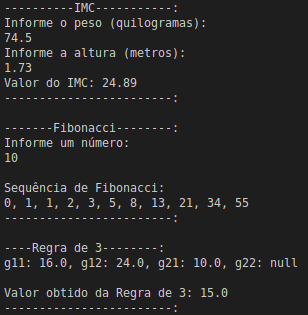 ----------IMC-----------:
Informe o peso (quilogramas):
74.5
Informe a altura (metros):
1.73
Valor do IMC: 24.89
------------------------:

-------Fibonacci--------:
Informe um número:
10

Sequência de Fibonacci:
0, 1, 1, 2, 3, 5, 8, 13, 21, 34, 55
------------------------:

----Regra de 3--------:
g11: 16.0, g12: 24.0, g21: 10.0, g22: null

Valor obtido da Regra de 3: 15.0
------------------------: